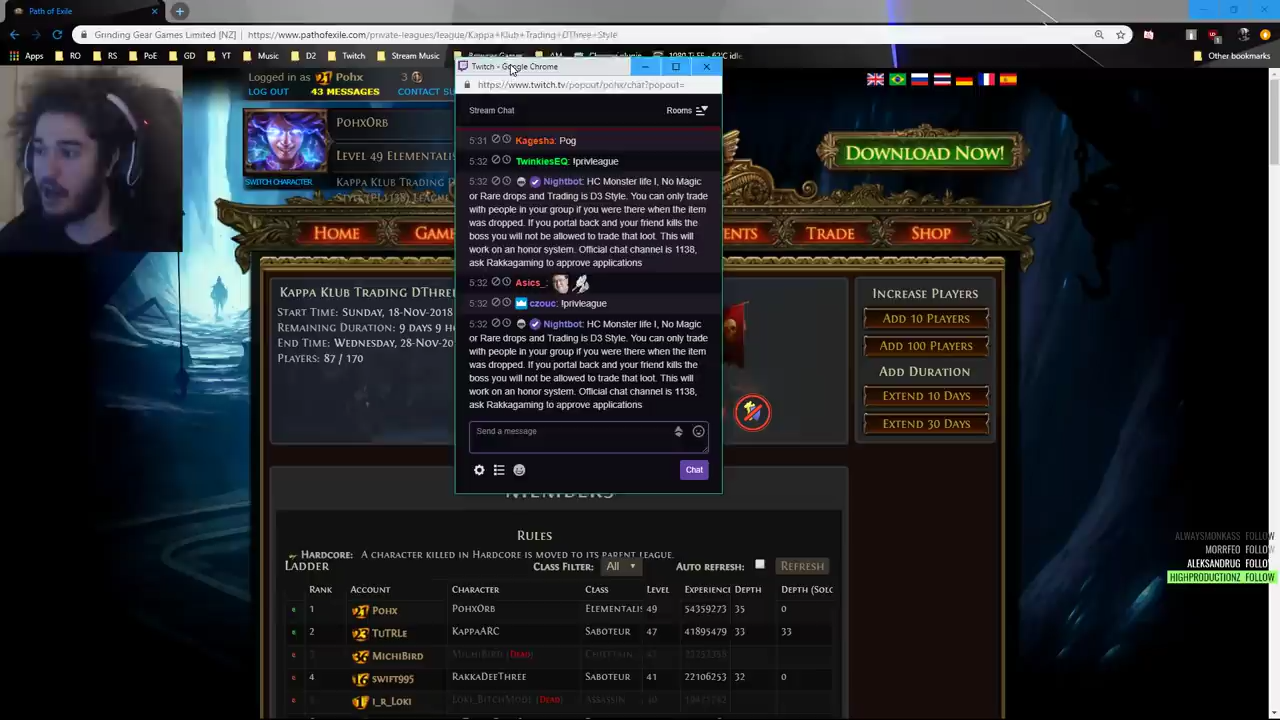 Path of Exile
Grinding Gear Games Limited [NZ] | https://www.pathofexile.com/private-leagues/league/Kappa+Klub+Trading+DThree+Style
Apps RO RS PoE GD YT Music D2 Twitch Stream Music Other bookmarks
Logged in as Pohx 3
LOG OUT 43 MESSAGES CONTACT SU
PohxOrb
Level 49 Elementalis
SWITCH CHARACTER
Kappa Klub Trading DThree
Twitch - Google Chrome
https://www.twitch.tv/popout/pohx/chat?popout=
Stream Chat Rooms
5:31 Kagesha: Pog
5:32 TwinkiesEQ: !privleague
5:32 Nightbot: HC Monster life I, No Magic
or Rare drops and Trading is D3 Style. You can only trade
with people in your group if you were there when the item
was dropped. If you portal back and your friend kills the
boss you will not be allowed to trade that loot. This will
work on an honor system. Official chat channel is 1138,
ask Rakkagaming to approve applications
5:32 Asics_:
5:32 czouc: !privleague
5:32 Nightbot: HC Monster life I, No Magic
or Rare drops and Trading is D3 Style. You can only trade
with people in your group if you were there when the item
was dropped. If you portal back and your friend kills the
boss you will not be allowed to trade that loot. This will
work on an honor system. Official chat channel is 1138,
ask Rakkagaming to approve applications
Send a message
Chat
Download Now!
Home Game Events Trade Shop
Kappa Klub Trading DThree
Start Time: Sunday, 18-Nov-2018
Remaining Duration: 9 days 9 h
End Time: Wednesday, 28-Nov-20
Players: 87 / 170
Increase Players
Add 10 Players
Add 100 Players
Add Duration
Extend 10 Days
Extend 30 Days
Members
Rules
Hardcore: A character killed in Hardcore is moved to its parent league.
Ladder Class Filter: All Auto Refresh: Refresh
Rank Account Character Class Level Experience Depth Depth (Solo
1 Pohx PohxOrb Elementalis 49 54359273 35 0
2 TuTRLe KappaARC Saboteur 47 41895479 33 33
MichiBird MichiBird (Dead) Chieftain
4 swift995 RakkaDeeThree Saboteur 41 22106253 32 0
i_r_Loki (Dead) Assassin
ALWAYSMONKASS FOLLOW
MORRFEO FOLLOW
ALEKSANDRUG FOLLOW
HIGHPRODUCTIONZ FOLLOW